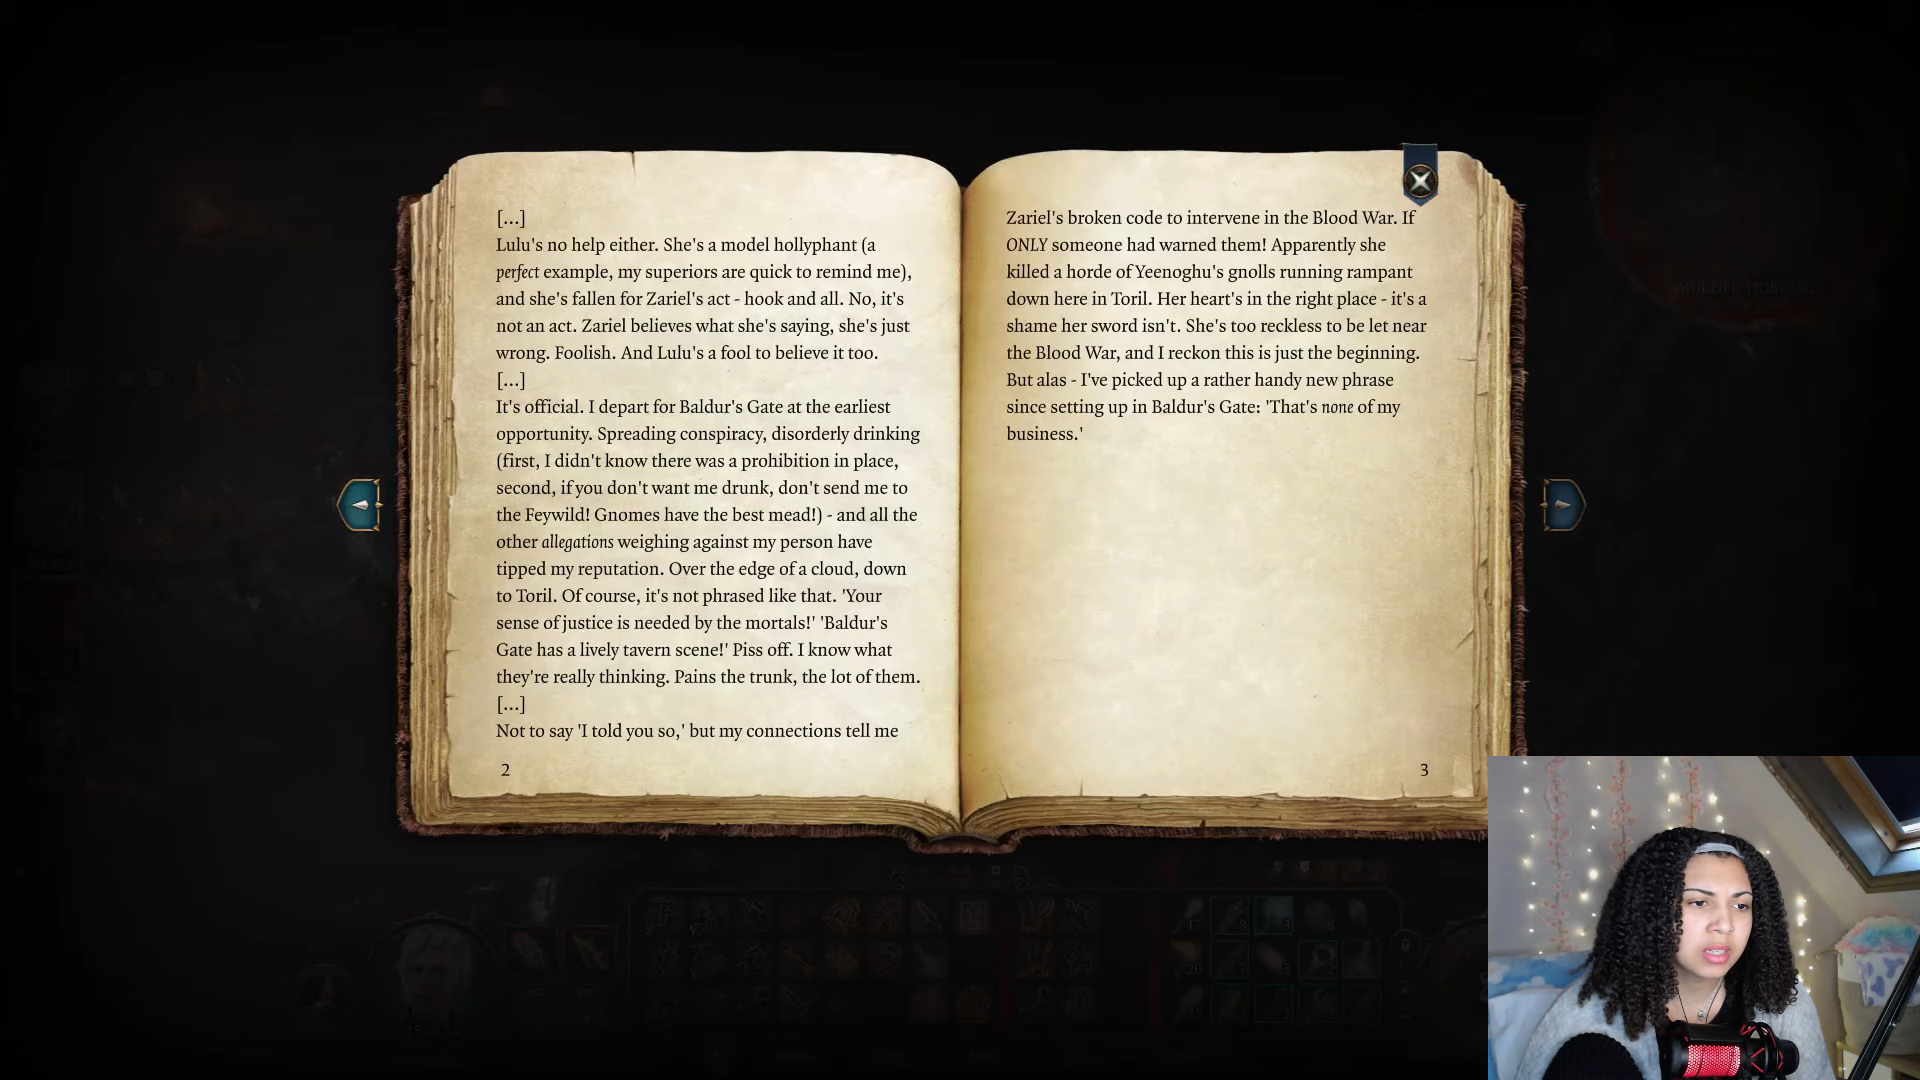 [...]
Lulu's no help either. She's a model hollyphant (a
perfect example, my superiors are quick to remind me),
and she's fallen for Zariel's act - hook and all. No, it's
not an act. Zariel believes what she's saying, she's just
wrong. Foolish. And Lulu's a fool to believe it too.
[...]
It's official. I depart for Baldur's Gate at the earliest
opportunity. Spreading conspiracy, disorderly drinking
(first, I didn't know there was a prohibition in place,
second, if you don't want me drunk, don't send me to
the Feywild! Gnomes have the best mead!) - and all the
other allegations weighing against my person have
tipped my reputation. Over the edge of a cloud, down
to Toril. Of course, it's not phrased like that. 'Your
sense of justice is needed by the mortals!' 'Baldur's
Gate has a lively tavern scene!' Piss off. I know what
they're really thinking. Pains the trunk, the lot of them.
[...]
Not to say 'I told you so,' but my connections tell me
2
Zariel's broken code to intervene in the Blood War. If
ONLY someone had warned them! Apparently she
killed a horde of Yeenoghu's gnolls running rampant
down here in Toril. Her heart's in the right place - it's a
shame her sword isn't. She's too reckless to be let near
the Blood War, and I reckon this is just the beginning.
But alas - I've picked up a rather handy new phrase
since setting up in Baldur's Gate: 'That's none of my
business.'
3